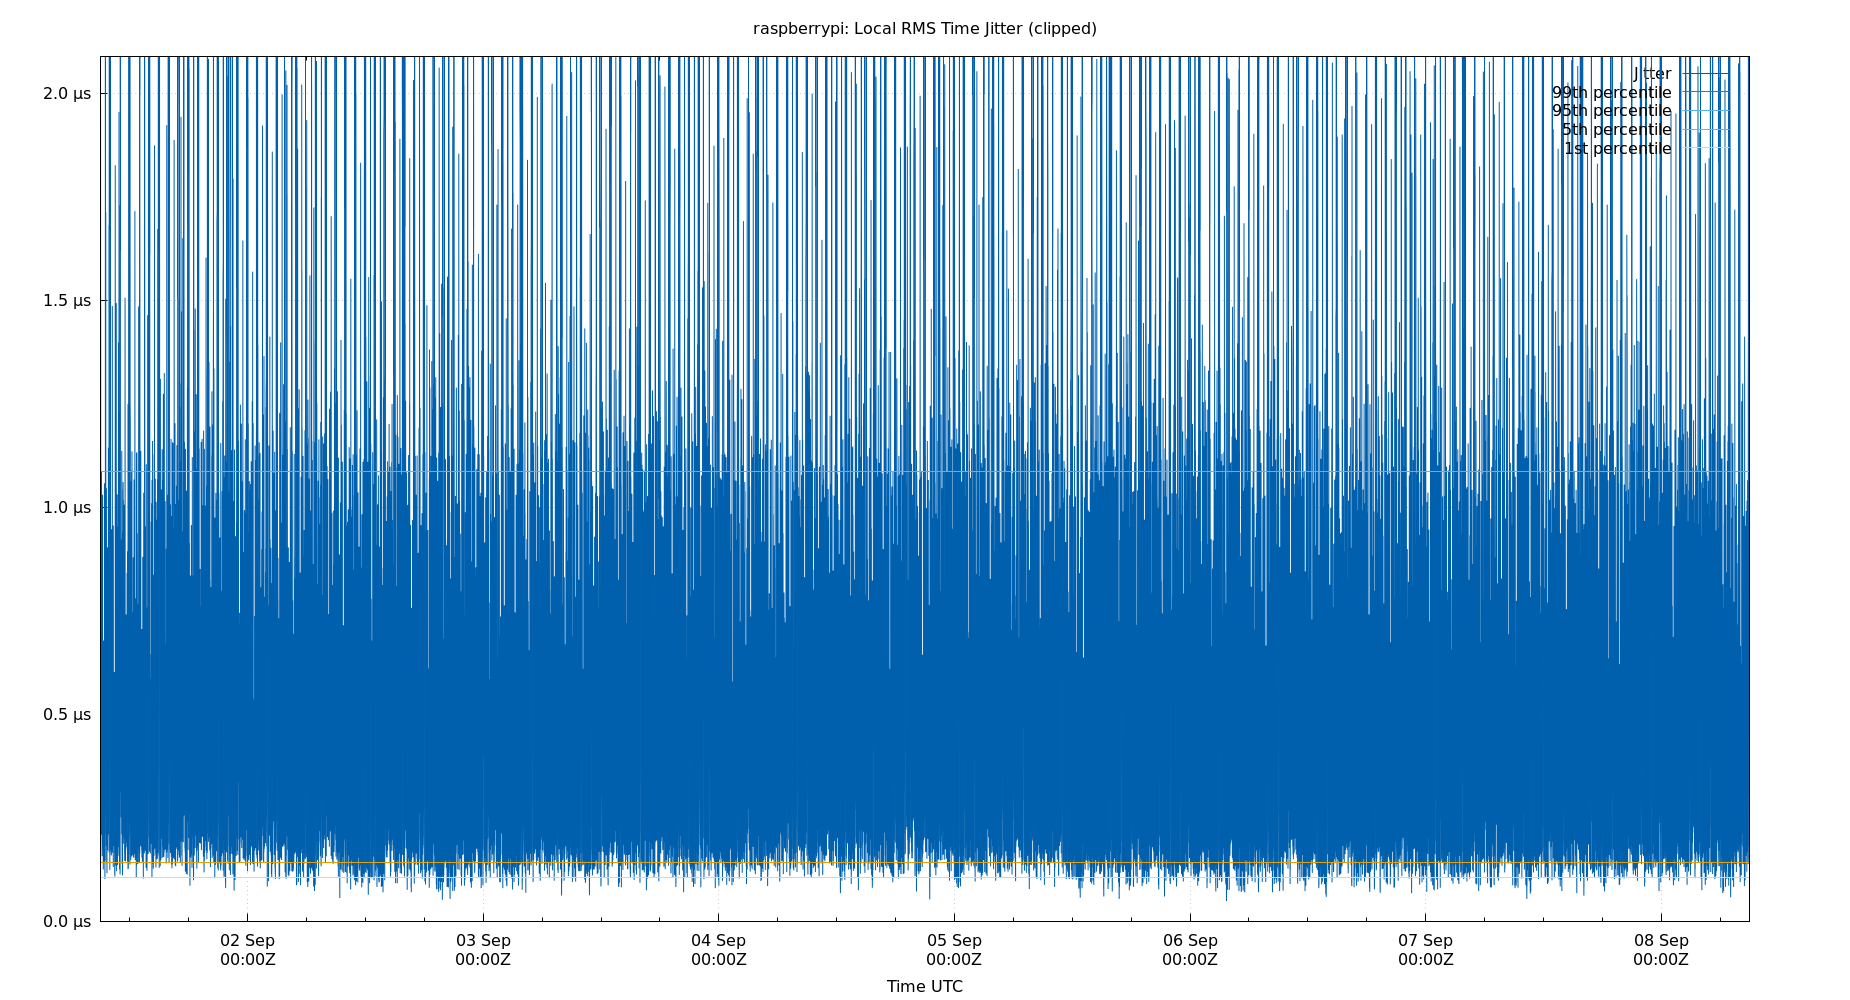 raspberrypi: Local RMS Time Jitter (clipped)
2.0 µs
1.5 µs
1.0 µs
0.5 µs
0.0 µs
Jitter
99th percentile
95th percentile
5th percentile
1st percentile
02 Sep 03 Sep 04 Sep 05 Sep 06 Sep 07 Sep 08 Sep
00:00Z 00:00Z 00:00Z 00:00Z 00:00Z 00:00Z 00:00Z
Time UTC